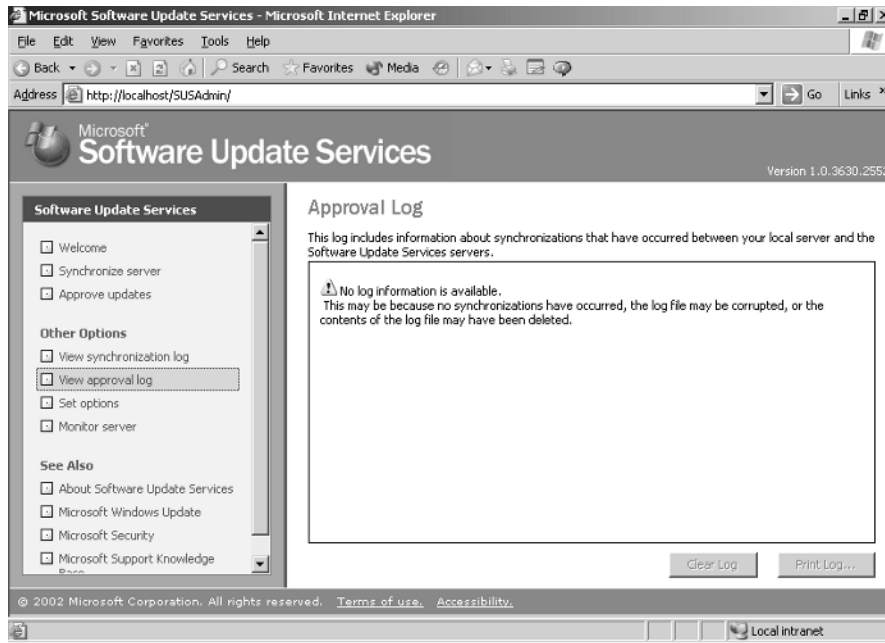 Microsoft Software Update Services - Microsoft Internet Explorer
File Edit View Favorites Tools Help
Back Search Favorites Media
Address http://localhost/SUSAdmin/ Go Links
Microsoft®
Software Update Services
Version 1.0.3630.255
Software Update Services
Welcome
Synchronize server
Approve updates
Other Options
View synchronization log
View approval log
Set options
Monitor server
See Also
About Software Update Services
Microsoft Windows Update
Microsoft Security
Microsoft Support Knowledge
Base
Approval Log
This log includes information about synchronizations that have occurred between your local server and the
Software Update Services servers.
No log information is available.
This may be because no synchronizations have occurred, the log file may be corrupted, or the
contents of the log file may have been deleted.
Clear Log Print Log...
© 2002 Microsoft Corporation. All rights reserved. Terms of use. Accessibility.
Local intranet